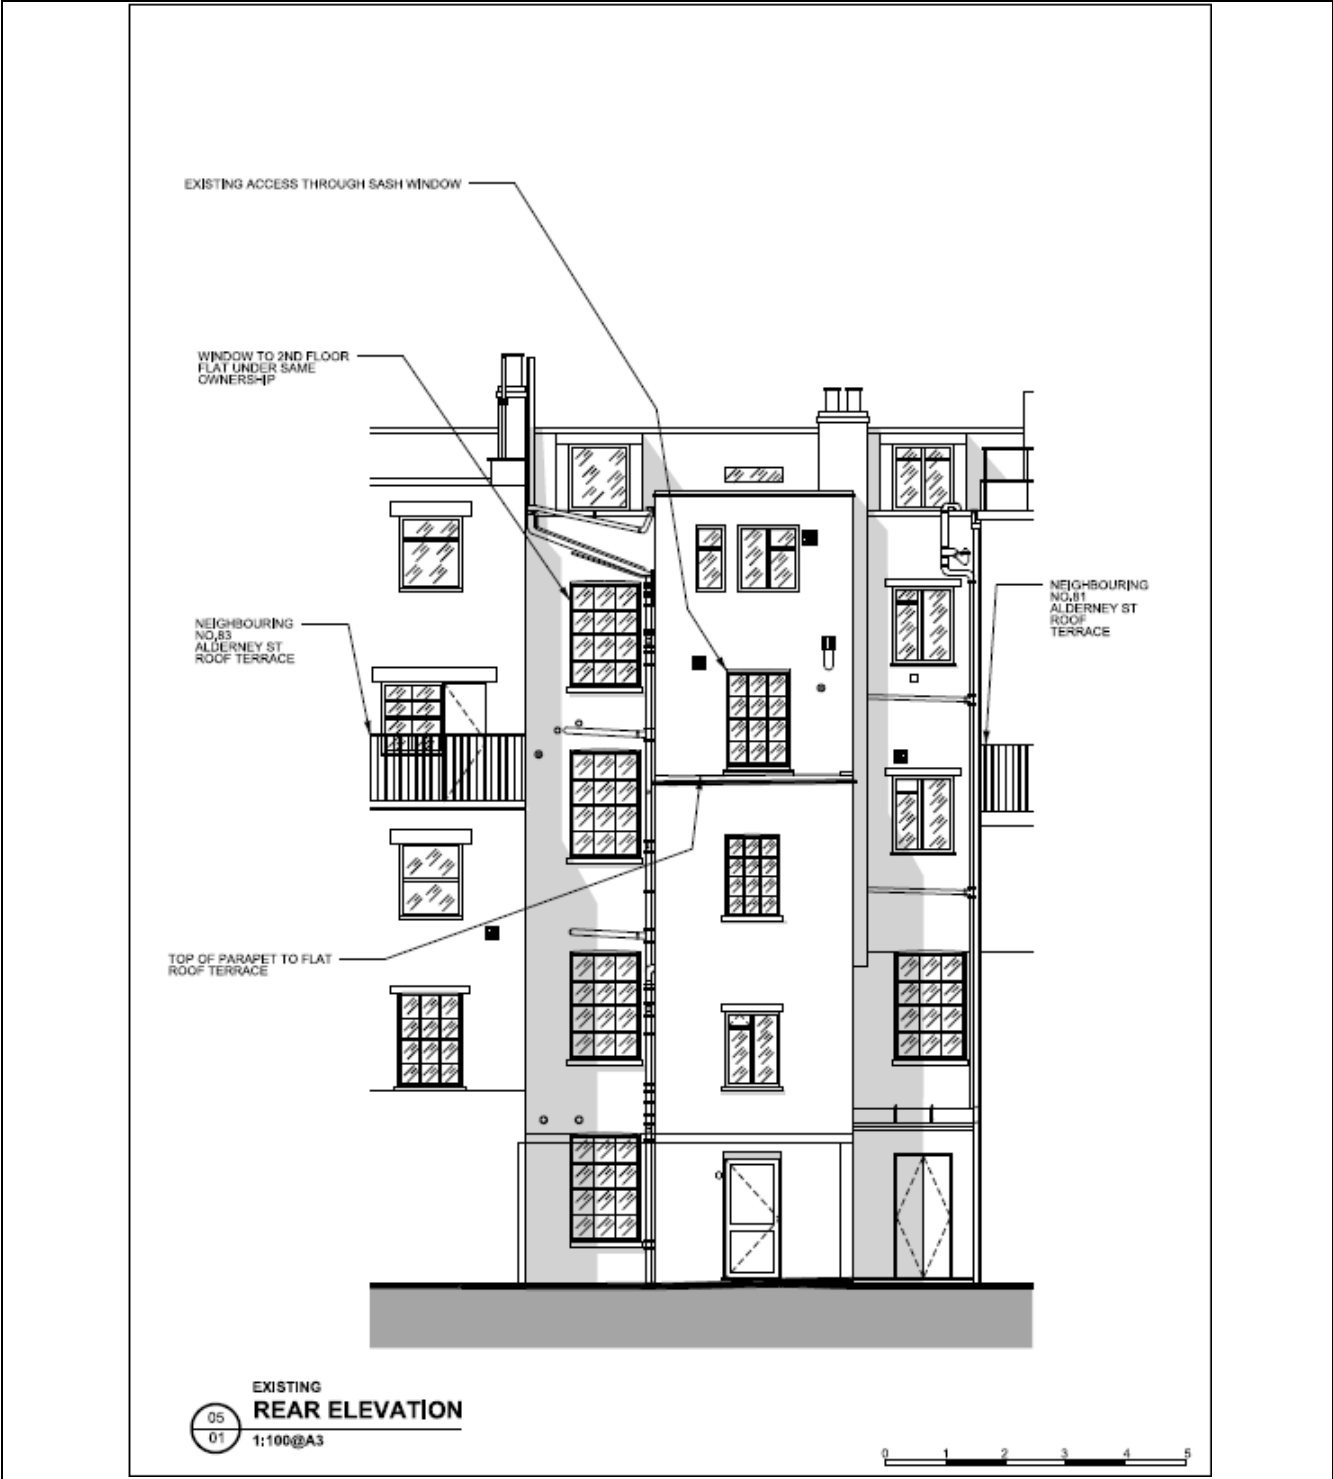 EXISTING ACCESS THROUGH SASH WINDOW
WINDOW TO 2ND FLOOR
FLAT UNDER SAME
OWNERSHIP
NEIGHBOURING
NO.83
ALDERNEY ST
ROOF TERRACE
NEIGHBOURING
NO.81
ALDERNEY ST
ROOF
TERRACE
TOP OF PARAPET TO FLAT
ROOF TERRACE
EXISTING
REAR ELEVATION
1:100@A3
05
01
0 1 2 3 4 5